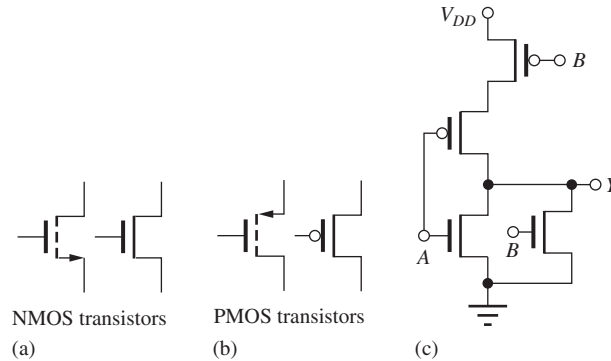 V_DD
B
Y
A
B
NMOS transistors
PMOS transistors
(a)
(b)
(c)